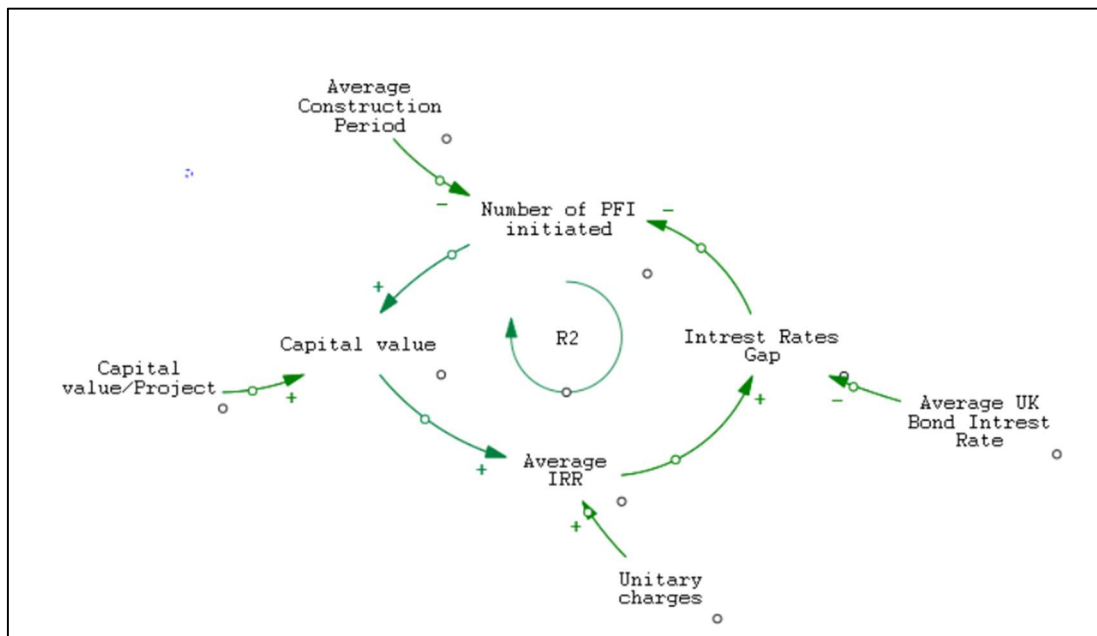 Average
Construction
Period
−
Number of PFI
initiated
−
+
Capital value
R2
Intrest Rates
Gap
Capital
value/Project
+
+
−
Average UK
Bond Intrest
Rate
+
Average
IRR
+
Unitary
charges